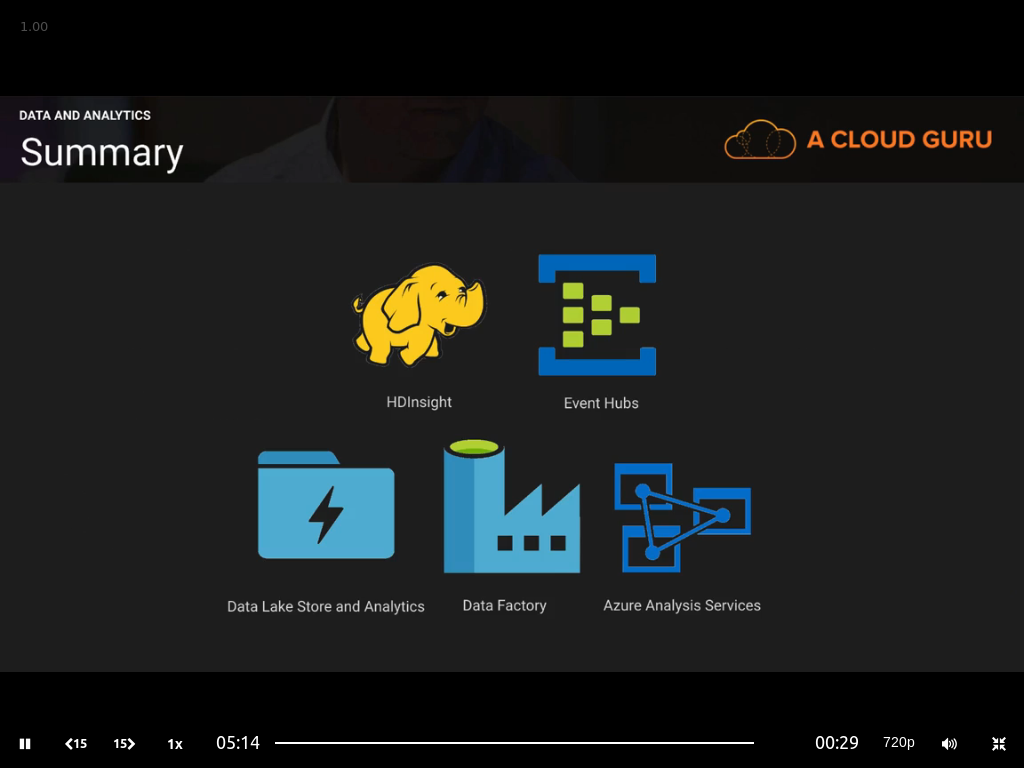 1.00
DATA AND ANALYTICS
Summary
A CLOUD GURU
HDInsight
Event Hubs
Data Lake Store and Analytics
Data Factory
Azure Analysis Services
15
15
1x
05:14
00:29
720p